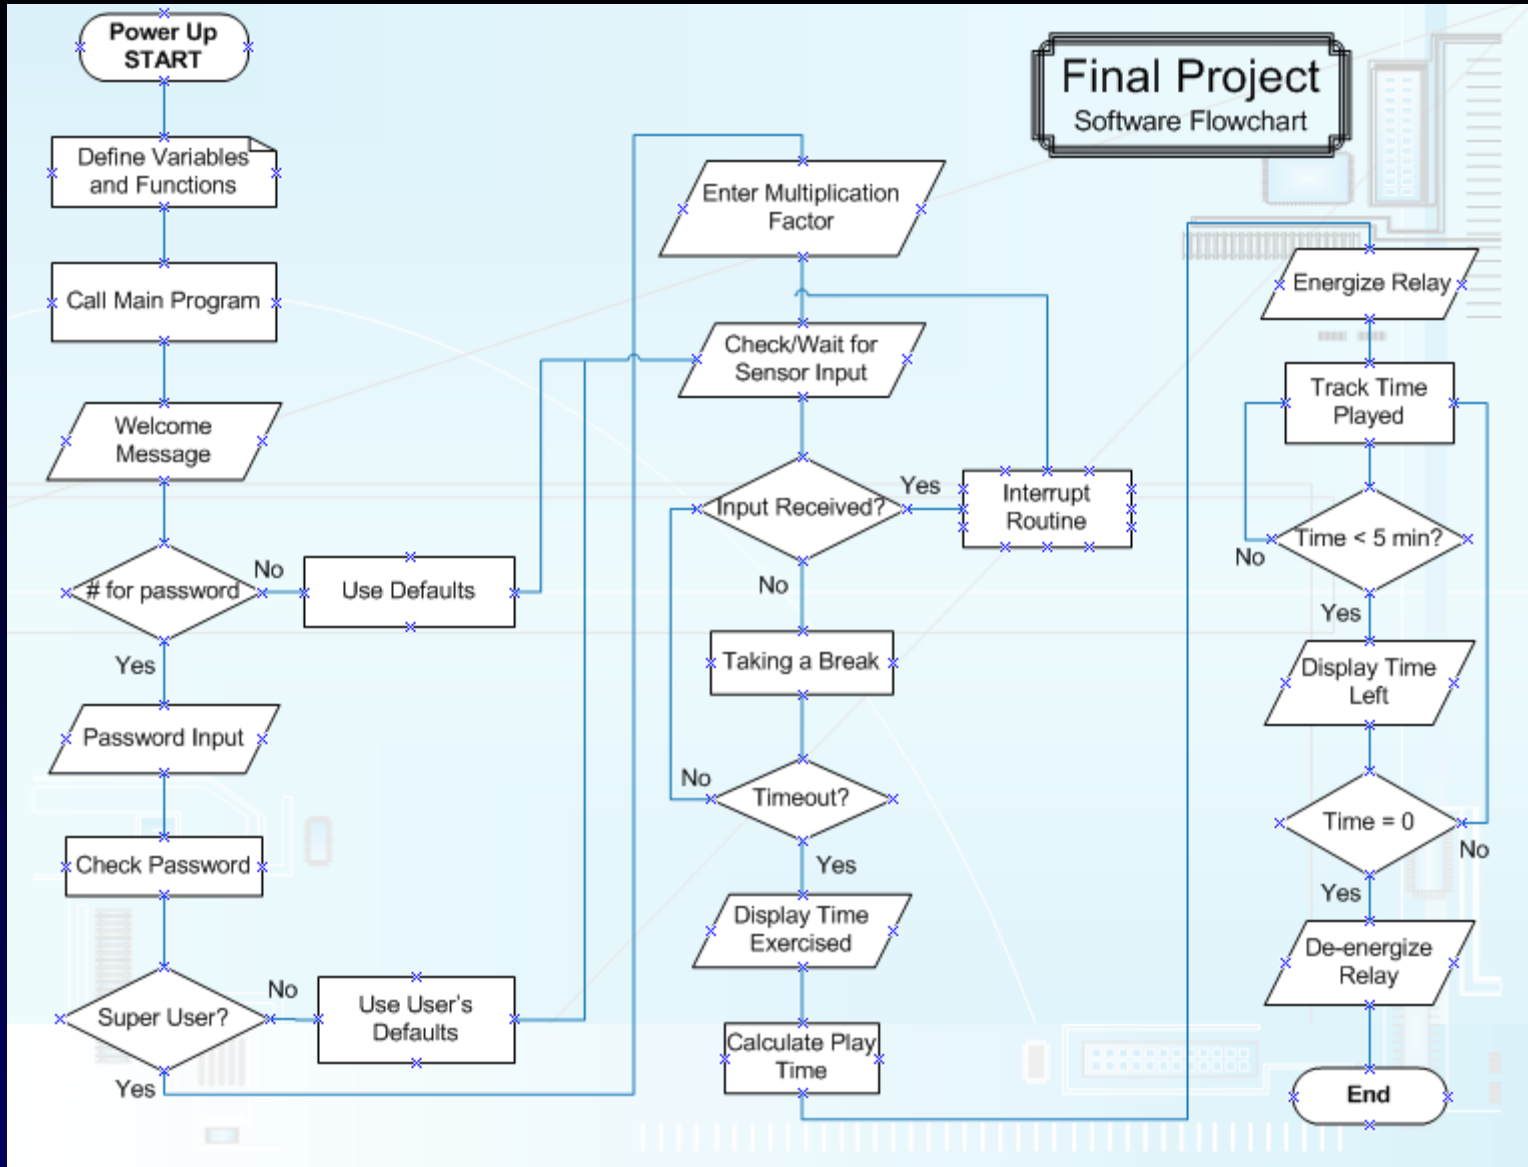 Power Up
START
Define Variables
and Functions
Call Main Program
Welcome
Message
# for password
No
Use Defaults
Yes
Password Input
Check Password
Super User?
No
Use User's
Defaults
Yes
Enter Multiplication
Factor
Check/Wait for
Sensor Input
Input Received?
Yes
Interrupt
Routine
No
Taking a Break
Timeout?
No
Yes
Display Time
Exercised
Calculate Play
Time
Final Project
Software Flowchart
Energize Relay
Track Time
Played
Time < 5 min?
No
Yes
Display Time
Left
Time = 0
No
Yes
De-energize
Relay
End